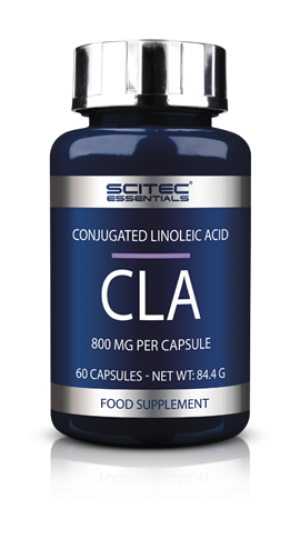 SCITEC®
ESSENTIALS
CONJUGATED LINOLEIC ACID
CLA
800 MG PER CAPSULE
60 CAPSULES - NET WT: 84.4 G
FOOD SUPPLEMENT